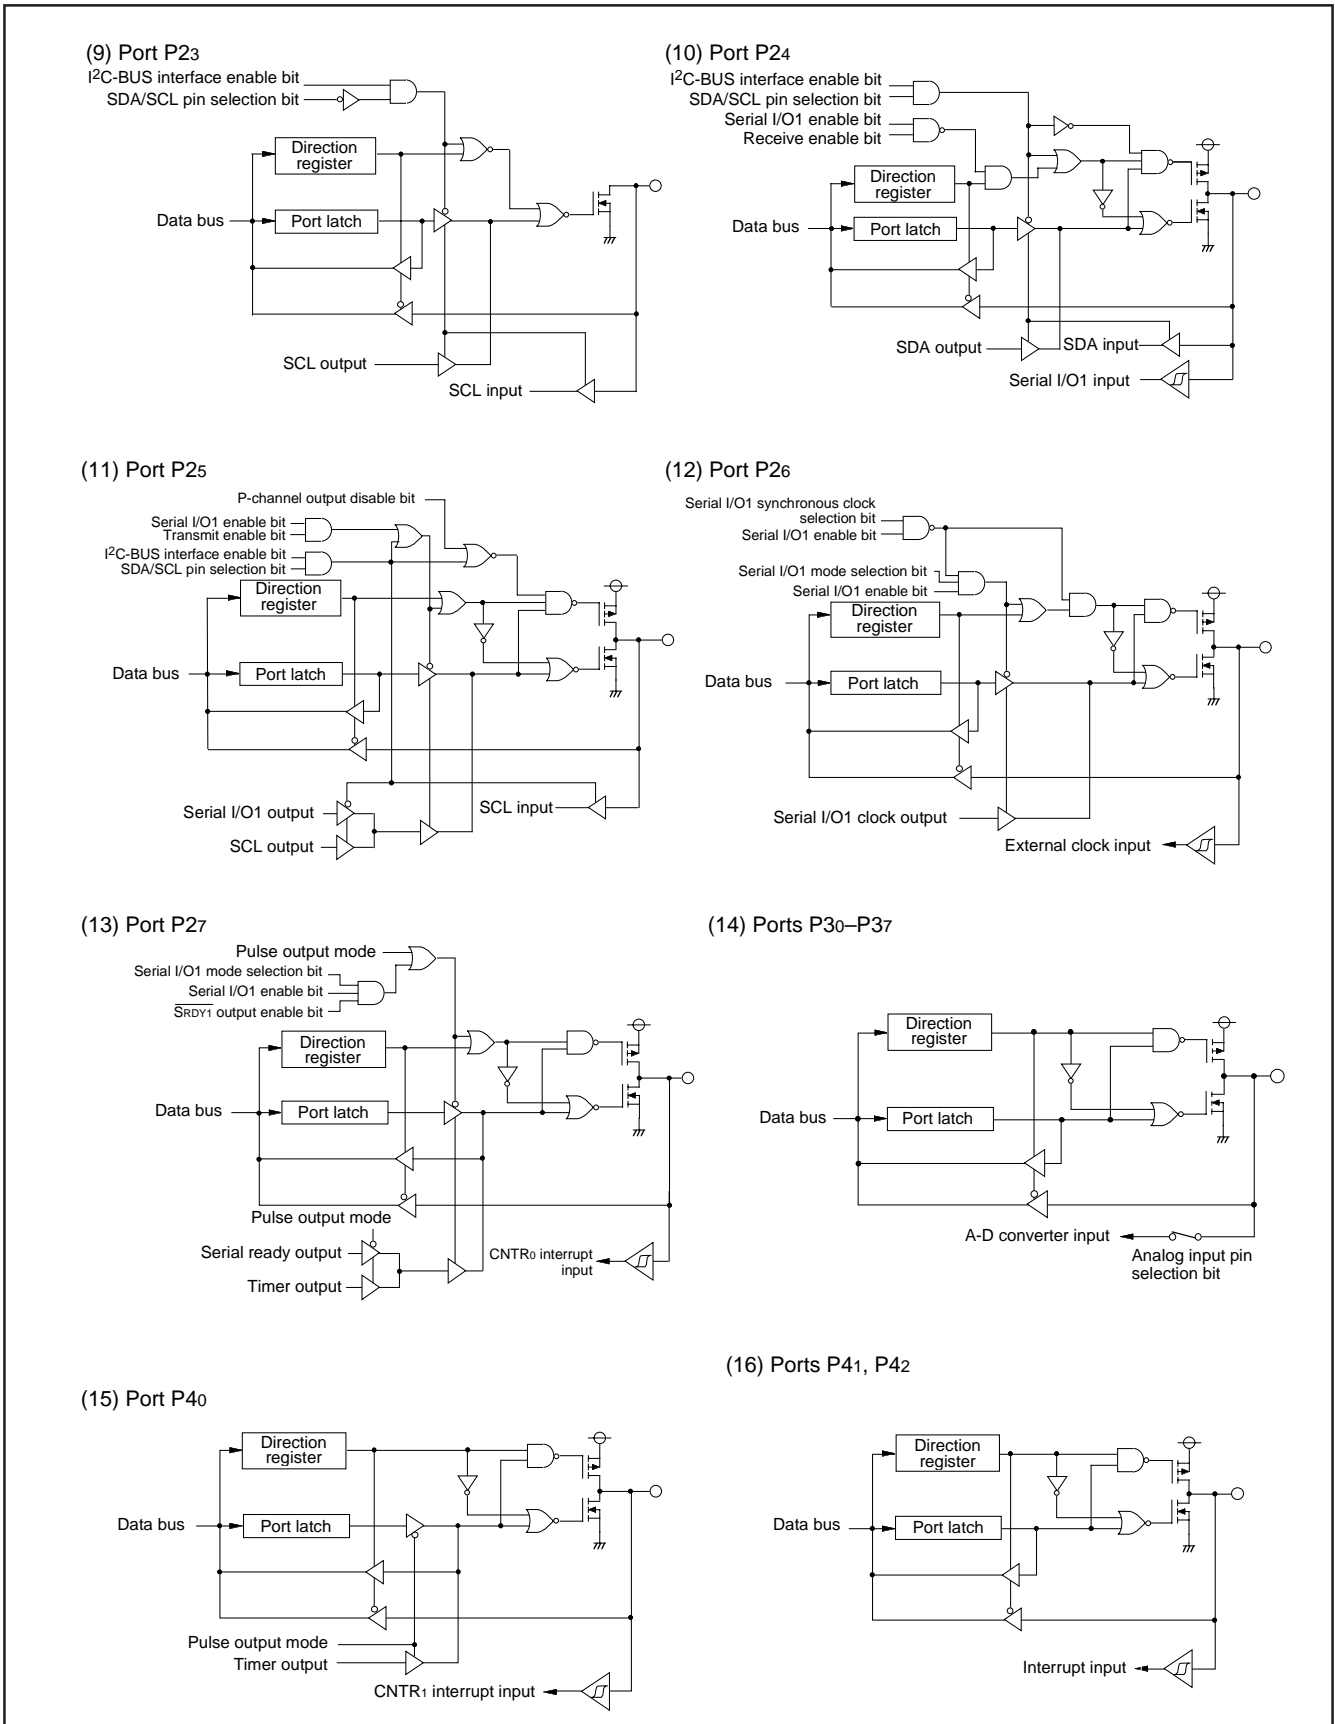 (9) Port P23
I2C-BUS interface enable bit
SDA/SCL pin selection bit
Direction
register
Data bus
Port latch
SCL output
SCL input
(10) Port P24
I2C-BUS interface enable bit
SDA/SCL pin selection bit
Serial I/O1 enable bit
Receive enable bit
Direction
register
Data bus
Port latch
SDA output
SDA input
Serial I/O1 input
(11) Port P25
P-channel output disable bit
Serial I/O1 enable bit
Transmit enable bit
I2C-BUS interface enable bit
SDA/SCL pin selection bit
Direction
register
Data bus
Port latch
Serial I/O1 output
SCL input
SCL output
(12) Port P26
Serial I/O1 synchronous clock
selection bit
Serial I/O1 enable bit
Serial I/O1 mode selection bit
Serial I/O1 enable bit
Direction
register
Data bus
Port latch
Serial I/O1 clock output
External clock input
(13) Port P27
Pulse output mode
Serial I/O1 mode selection bit
Serial I/O1 enable bit
SRDY1 output enable bit
Direction
register
Data bus
Port latch
Pulse output mode
Serial ready output
CNTR0 interrupt
input
Timer output
(14) Ports P30–P37
Direction
register
Data bus
Port latch
A-D converter input
Analog input pin
selection bit
(15) Port P40
Direction
register
Data bus
Port latch
Pulse output mode
Timer output
CNTR1 interrupt input
(16) Ports P41, P42
Direction
register
Data bus
Port latch
Interrupt input